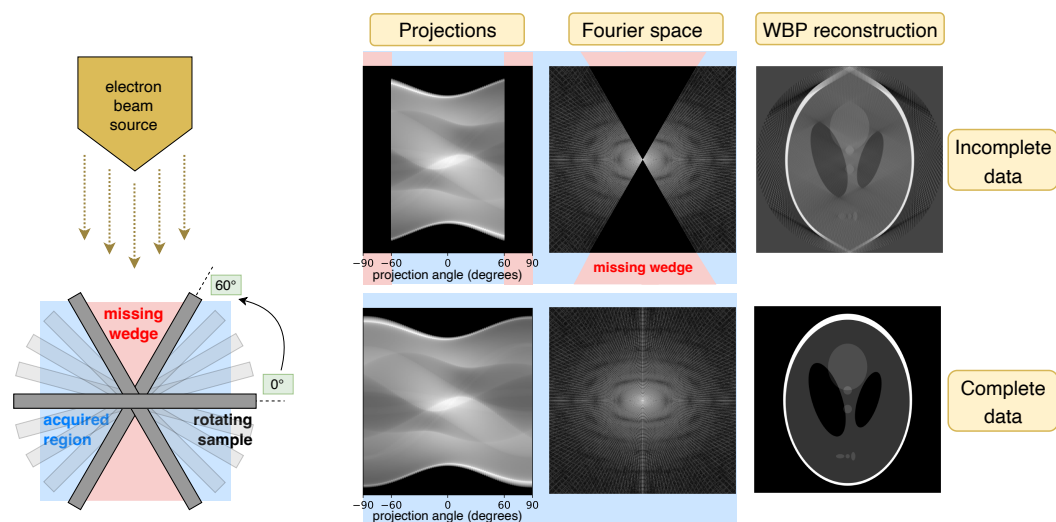 Projections
Fourier space
WBP reconstruction
electron
beam
source
Incomplete
data
−90
−60
0
60
90
projection angle (degrees)
missing wedge
60°
missing
wedge
0°
acquired
region
rotating
sample
Complete
data
−90
−60
0
60
90
projection angle (degrees)